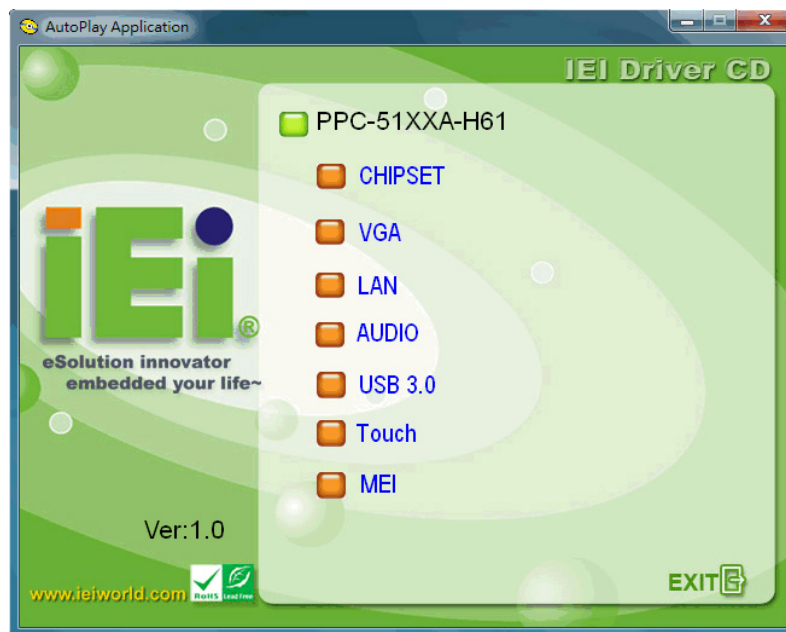 AutoPlay Application
IEI Driver CD
PPC-51XXA-H61
CHIPSET
VGA
LAN
AUDIO
USB 3.0
Touch
MEI
iEi®
eSolution innovator
embedded your life~
Ver:1.0
www.ieiworld.com
RoHS
Lead Free
EXIT